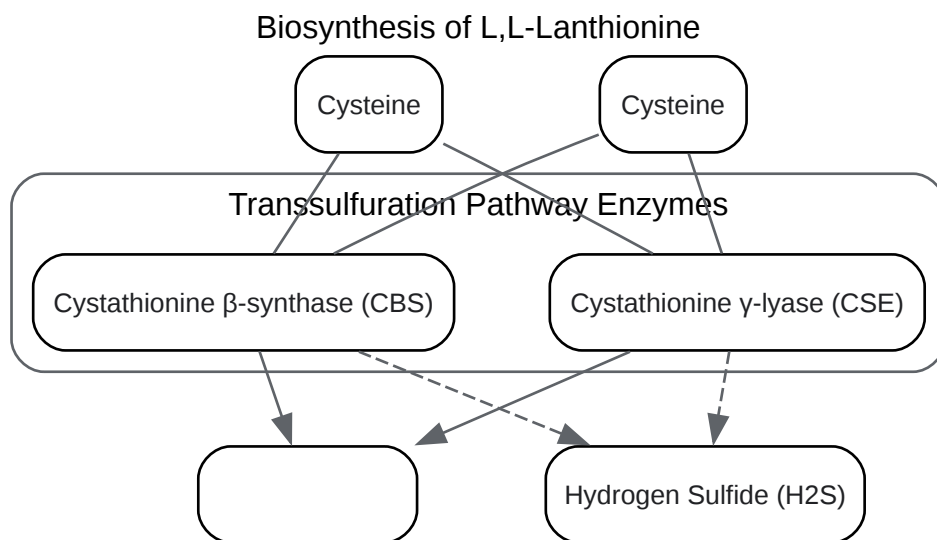 Biosynthesis of L,L-Lanthionine
Cysteine
Cysteine
Transsulfuration Pathway Enzymes
Cystathionine β-synthase (CBS)
Cystathionine γ-lyase (CSE)
Hydrogen Sulfide (H2S)